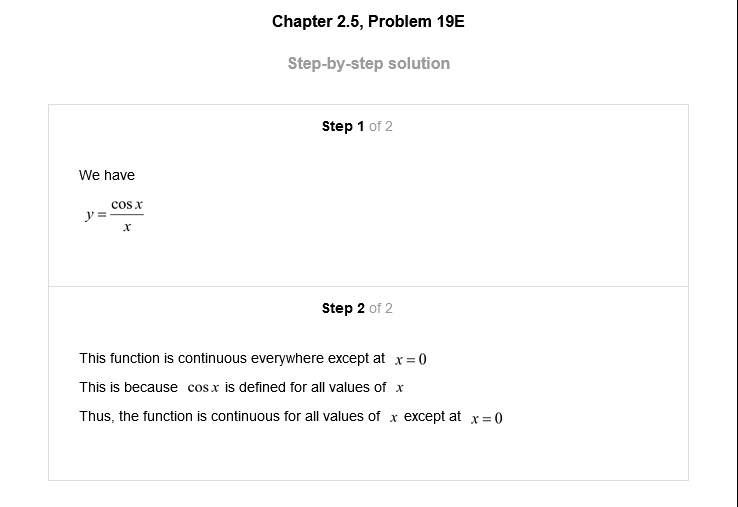 Chapter 2.5, Problem 19E
Step-by-step solution
Step 1 of 2
We have
y = cos x / x
Step 2 of 2
This function is continuous everywhere except at x = 0
This is because cos x is defined for all values of x
Thus, the function is continuous for all values of x except at x = 0